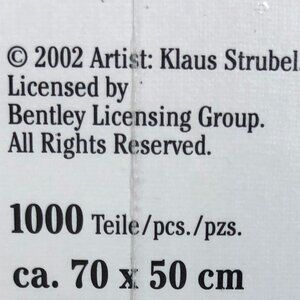 © 2002 Artist: Klaus Strubel
Licensed by
Bentley Licensing Group.
All Rights Reserved.
1000 Teile/pcs./pzs.
ca. 70 x 50 cm